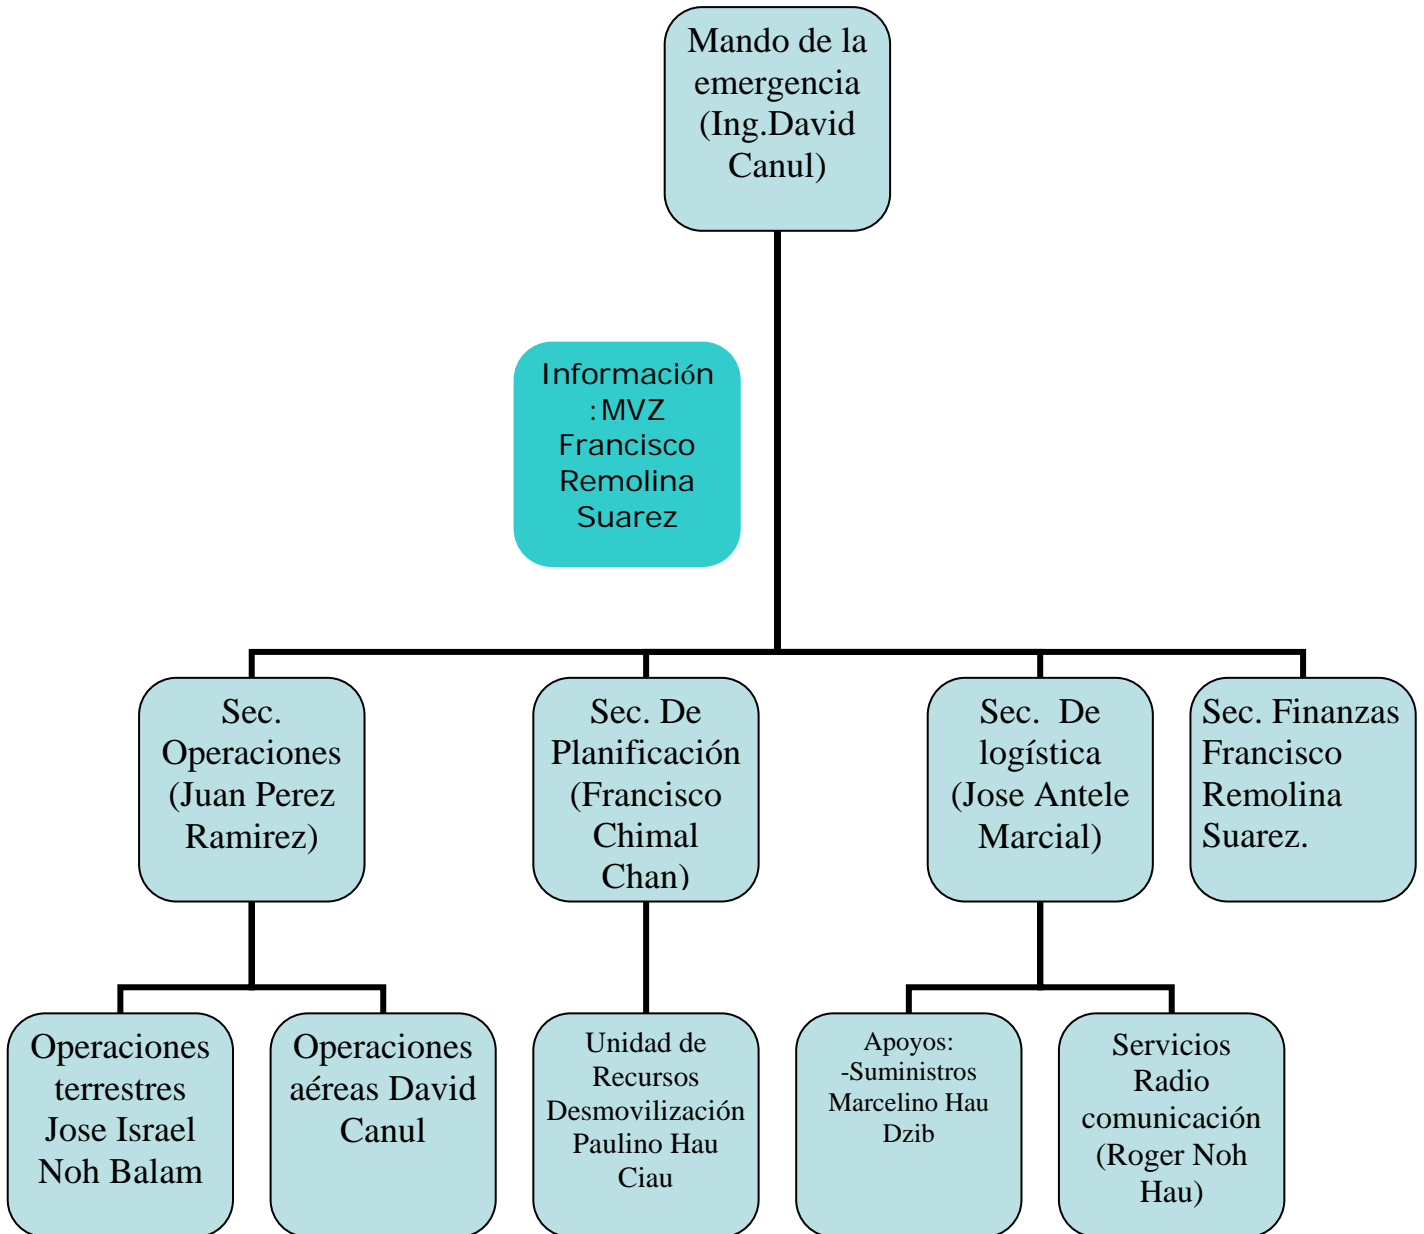 Mando de la
emergencia
(Ing.David
Canul)
Información
:MVZ
Francisco
Remolina
Suarez
Sec.
Operaciones
(Juan Perez
Ramirez)
Sec. De
Planificación
(Francisco
Chimal
Chan)
Sec. De
logística
(Jose Antele
Marcial)
Sec. Finanzas
Francisco
Remolina
Suarez.
Operaciones
terrestres
Jose Israel
Noh Balam
Operaciones
aéreas David
Canul
Unidad de
Recursos
Desmovilización
Paulino Hau
Ciau
Apoyos:
-Suministros
Marcelino Hau
Dzib
Servicios
Radio
comunicación
(Roger Noh
Hau)